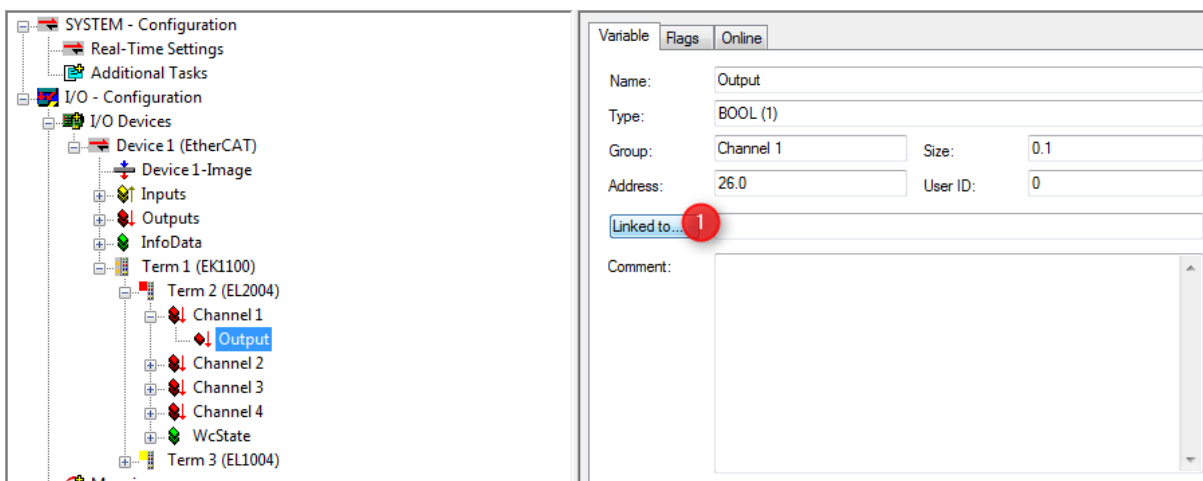 SYSTEM - Configuration
Real-Time Settings
Additional Tasks
I/O - Configuration
I/O Devices
Device 1 (EtherCAT)
Device 1-Image
Inputs
Outputs
InfoData
Term 1 (EK1100)
Term 2 (EL2004)
Channel 1
Output
Channel 2
Channel 3
Channel 4
WcState
Term 3 (EL1004)
Variable Flags Online
Name: Output
Type: BOOL (1)
Group: Channel 1 Size: 0.1
Address: 26.0 User ID: 0
Linked to... 1
Comment: